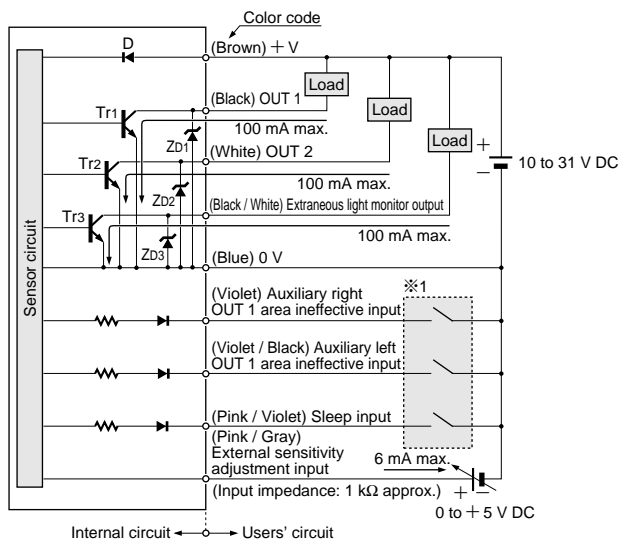 Color code
D
(Brown) + V
Load
(Black) OUT 1
Tr1
Load
100 mA max.
ZD1
(White) OUT 2
Load
+
−
10 to 31 V DC
Tr2
100 mA max.
ZD2
(Black / White) Extraneous light monitor output
Tr3
100 mA max.
ZD3
(Blue) 0 V
Sensor circuit
※1
(Violet) Auxiliary right
OUT 1 area ineffective input
(Violet / Black) Auxiliary left
OUT 1 area ineffective input
(Pink / Violet) Sleep input
(Pink / Gray)
External sensitivity
adjustment input
6 mA max.
(Input impedance: 1 kΩ approx.)
+ −
0 to + 5 V DC
Internal circuit
Users' circuit